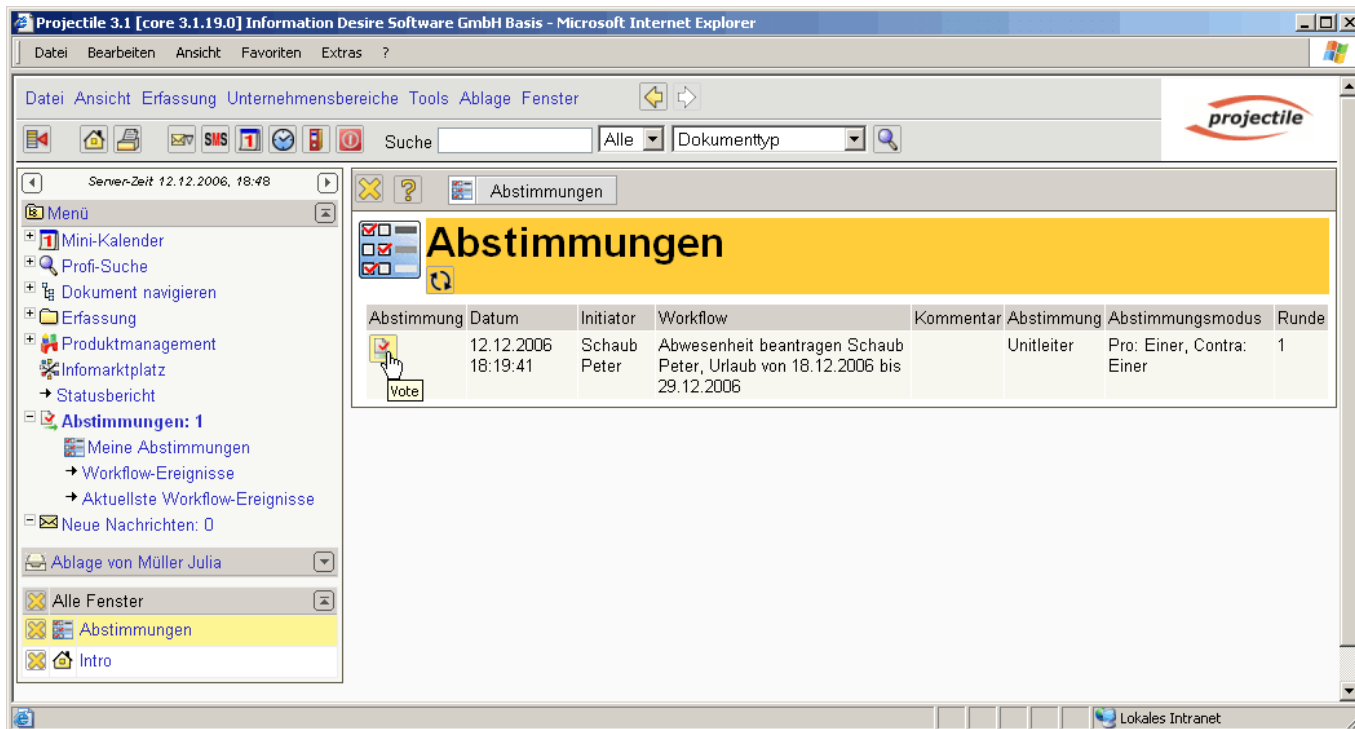 Projectile 3.1 [core 3.1.19.0] Information Desire Software GmbH Basis - Microsoft Internet Explorer
Datei Bearbeiten Ansicht Favoriten Extras ?
Datei Ansicht Erfassung Unternehmensbereiche Tools Ablage Fenster
projectile
SMS 1 Suche Alle Dokumenttyp
Server-Zeit 12.12.2006, 18:48
Menü
1 Mini-Kalender
Profi-Suche
Dokument navigieren
Erfassung
Produktmanagement
Infomarktplatz
Statusbericht
Abstimmungen: 1
Meine Abstimmungen
Workflow-Ereignisse
Aktuellste Workflow-Ereignisse
Neue Nachrichten: 0
Ablage von Müller Julia
Alle Fenster
Abstimmungen
Intro
? Abstimmungen
Abstimmungen
Abstimmung Datum Initiator Workflow Kommentar Abstimmung Abstimmungsmodus Runde
12.12.2006 Schaub Abwesenheit beantragen Schaub Unitleiter Pro: Einer, Contra: 1
18:19:41 Peter Peter, Urlaub von 18.12.2006 bis Einer
29.12.2006
Vote
Lokales Intranet